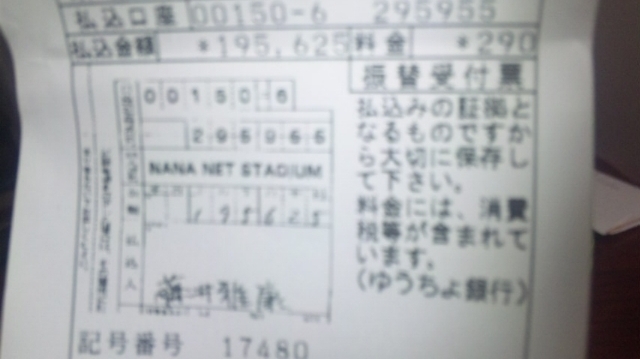 払込口座 00150-6 295955
払込金額 *195,625 料金 *290
振替受付票
00150-6
295955
NANA NET STADIUM
195625
払込人
払込みの証拠と
なるものですか
ら大切に保存し
て下さい。
料金には、消費
税等が含まれて
います。
(ゆうちょ銀行)
記号番号 17480